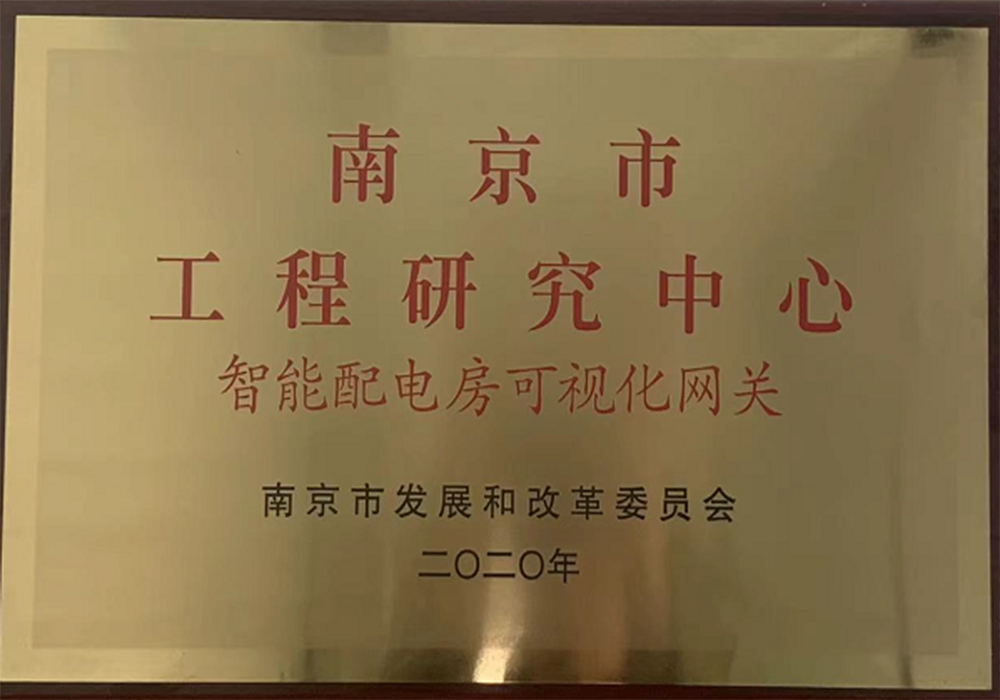 南京市
工程研究中心
智能配电房可视化网关
南京市发展和改革委员会
二〇二〇年